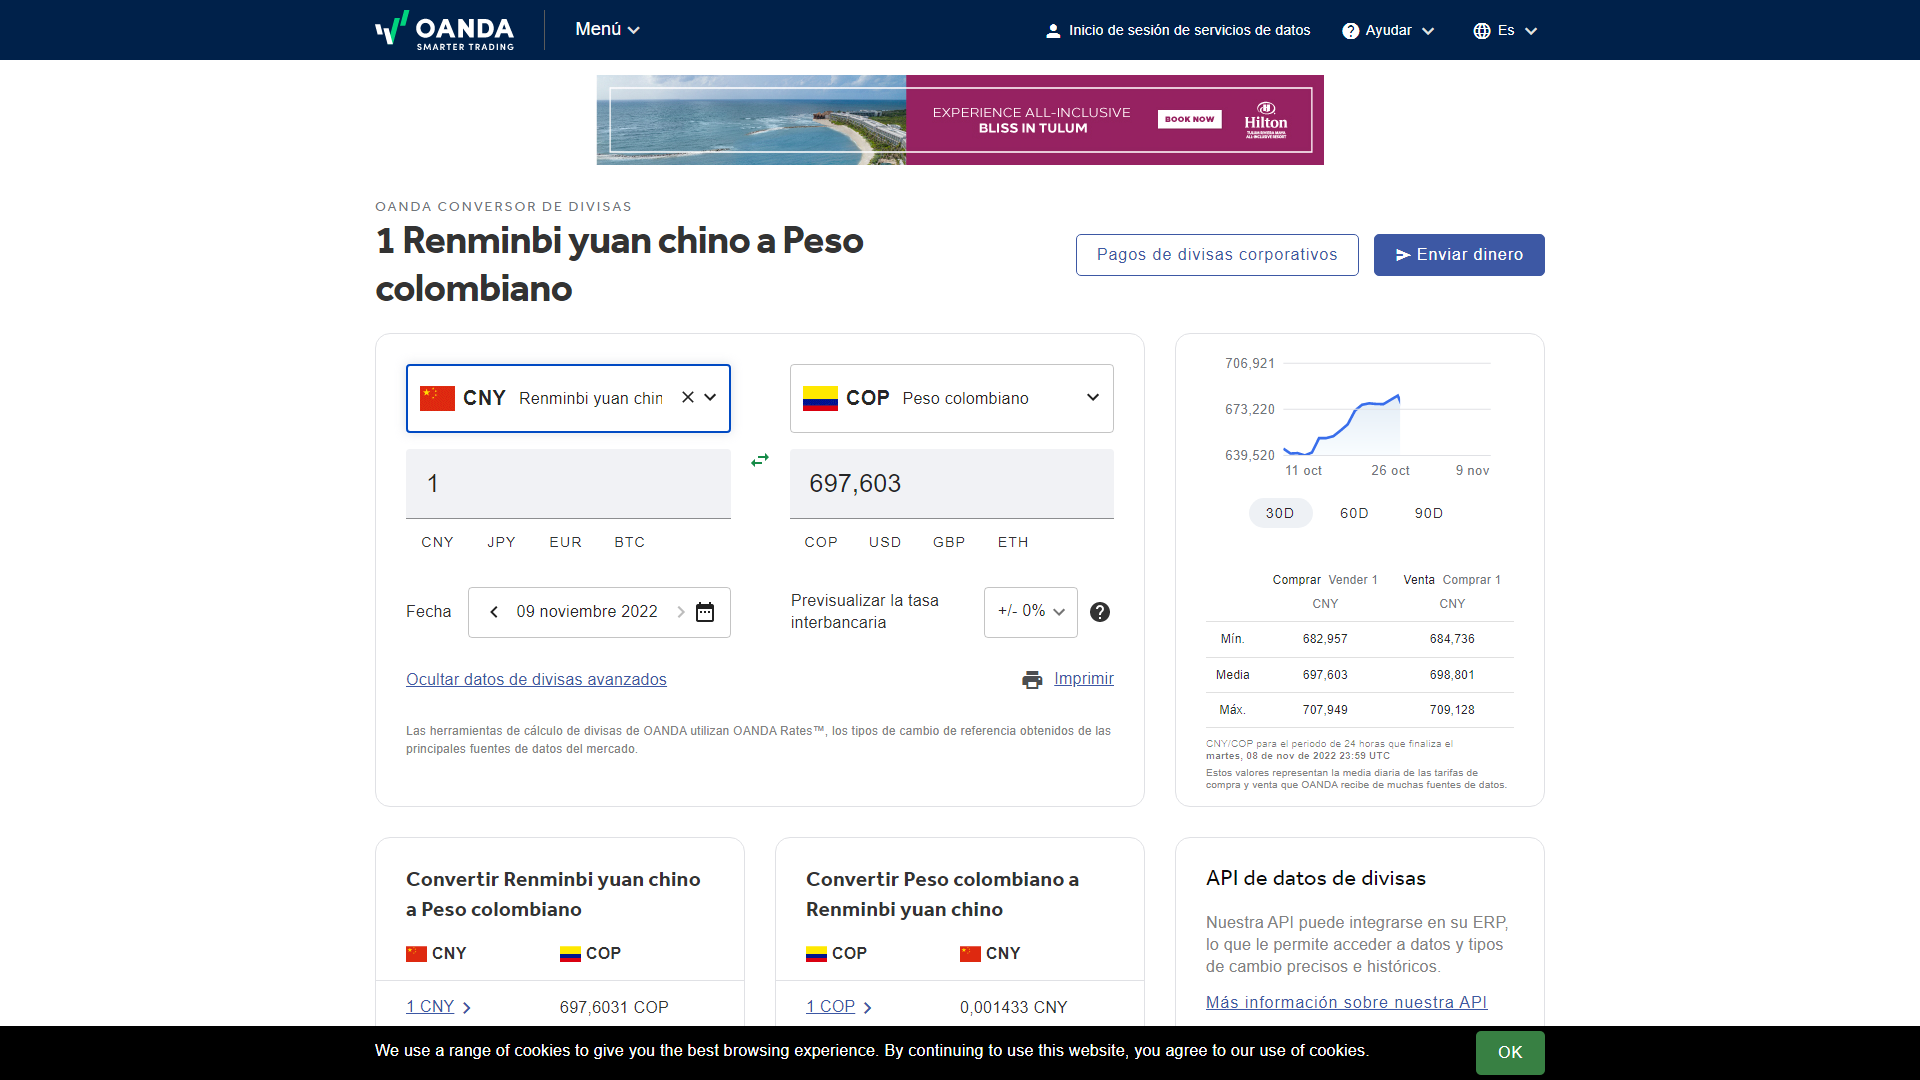 OANDA
SMARTER TRADING
Menú
Inicio de sesión de servicios de datos
Ayudar
Es
EXPERIENCE ALL-INCLUSIVE
BLISS IN TULUM
BOOK NOW
Hilton
TULUM RIVIERA MAYA
ALL-INCLUSIVE RESORT
OANDA CONVERSOR DE DIVISAS
1 Renminbi yuan chino a Peso
colombiano
Pagos de divisas corporativos
Enviar dinero
CNY Renminbi yuan chin
COP Peso colombiano
1
697,603
CNY JPY EUR BTC
COP USD GBP ETH
Fecha
09 noviembre 2022
Previsualizar la tasa
interbancaria
+/- 0%
Ocultar datos de divisas avanzados
Imprimir
Las herramientas de cálculo de divisas de OANDA utilizan OANDA Rates™, los tipos de cambio de referencia obtenidos de las
principales fuentes de datos del mercado.
706,921
673,220
639,520
11 oct 26 oct 9 nov
30D 60D 90D
Comprar Vender 1 CNY
Venta Comprar 1 CNY
Mín. 682,957 684,736
Media 697,603 698,801
Máx. 707,949 709,128
CNY/COP para el periodo de 24 horas que finaliza el
martes, 08 de nov de 2022 23:59 UTC
Estos valores representan la media diaria de las tarifas de
compra y venta que OANDA recibe de muchas fuentes de datos.
Convertir Renminbi yuan chino
a Peso colombiano
CNY COP
1 CNY 697,6031 COP
Convertir Peso colombiano a
Renminbi yuan chino
COP CNY
1 COP 0,001433 CNY
API de datos de divisas
Nuestra API puede integrarse en su ERP,
lo que le permite acceder a datos y tipos
de cambio precisos e históricos.
Más información sobre nuestra API
We use a range of cookies to give you the best browsing experience. By continuing to use this website, you agree to our use of cookies.
OK